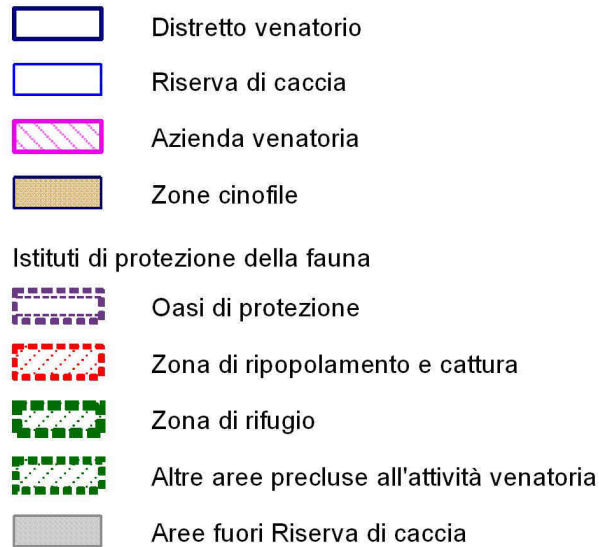 Distretto venatorio
Riserva di caccia
Azienda venatoria
Zone cinofile
Istituti di protezione della fauna
Oasi di protezione
Zona di ripopolamento e cattura
Zona di rifugio
Altre aree precluse all'attività venatoria
Aree fuori Riserva di caccia